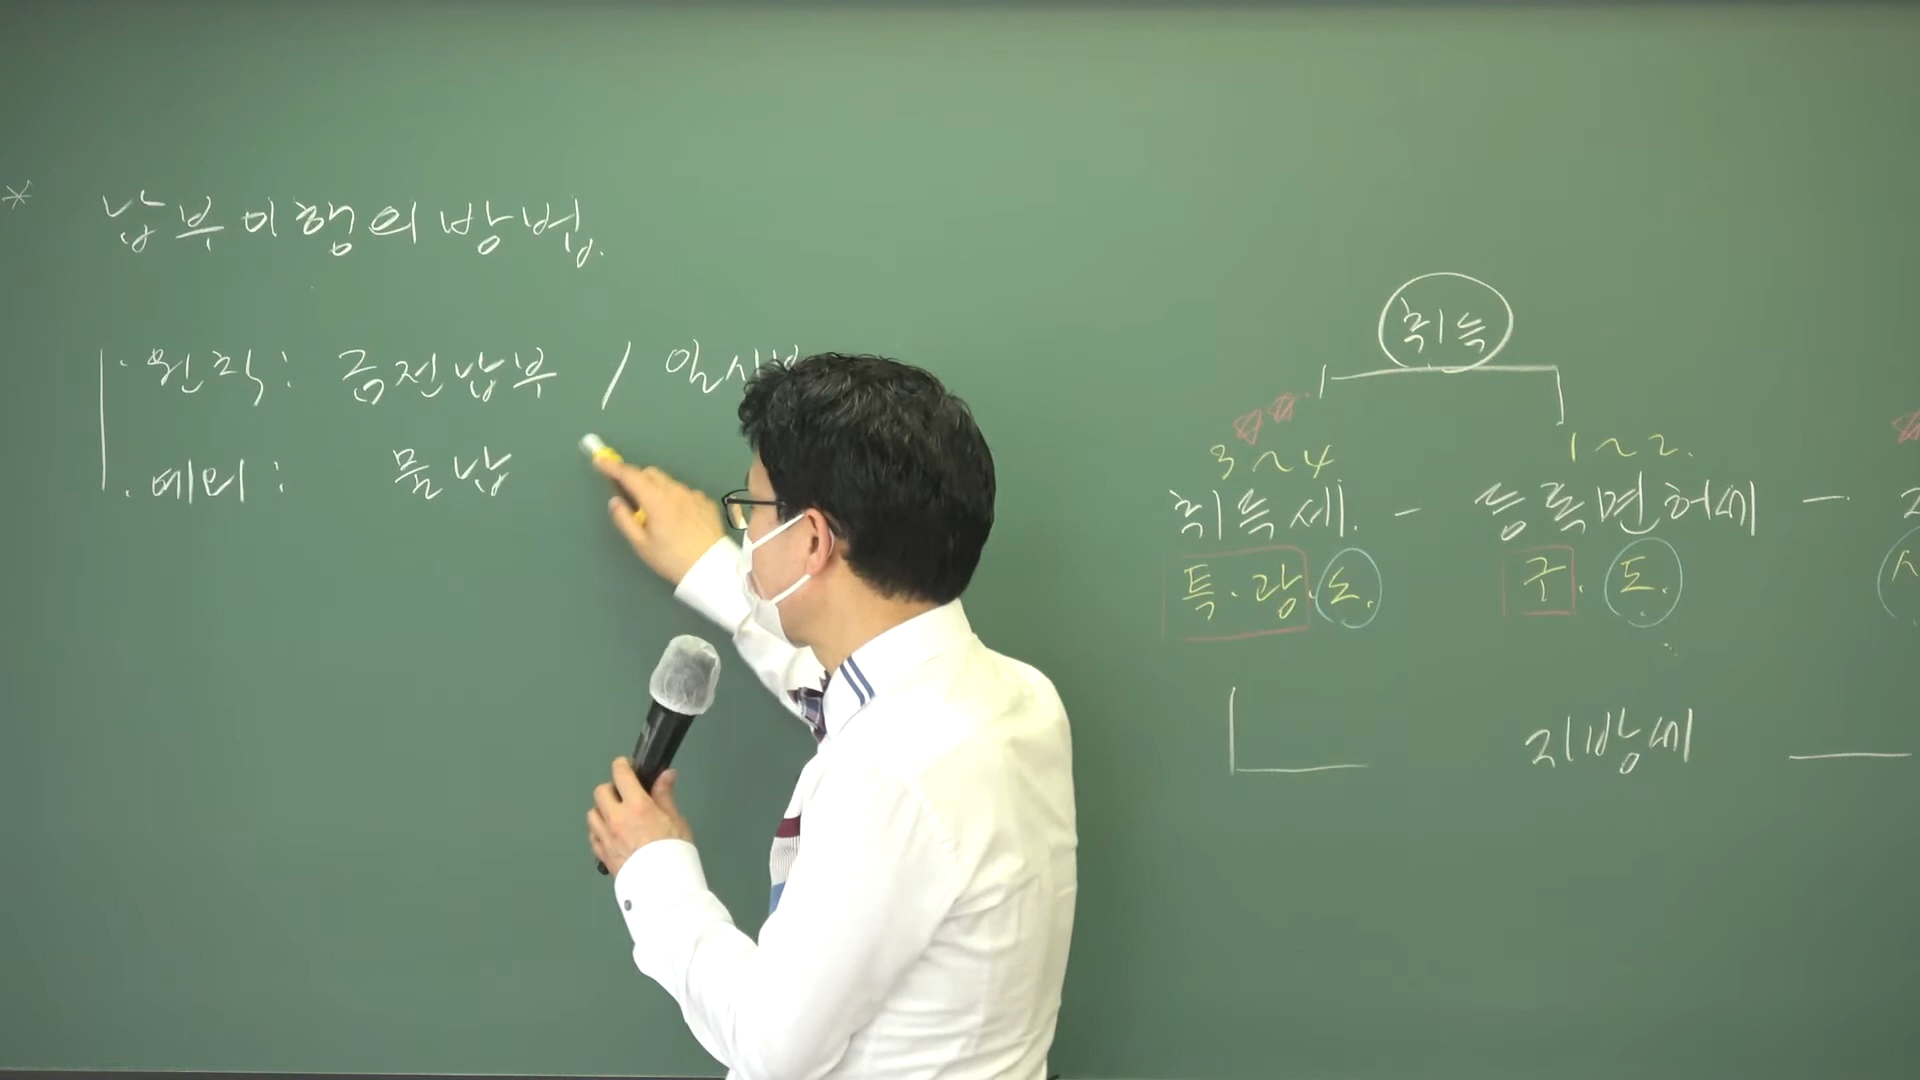 * 납부이행의 방법.
· 원칙 : 금전납부 / 일시
· 예외 : 물납
취득
3 ~ 4
1 ~ 2.
취득세. - 등록면허세 -
특·광·도.
구·도.
지방세